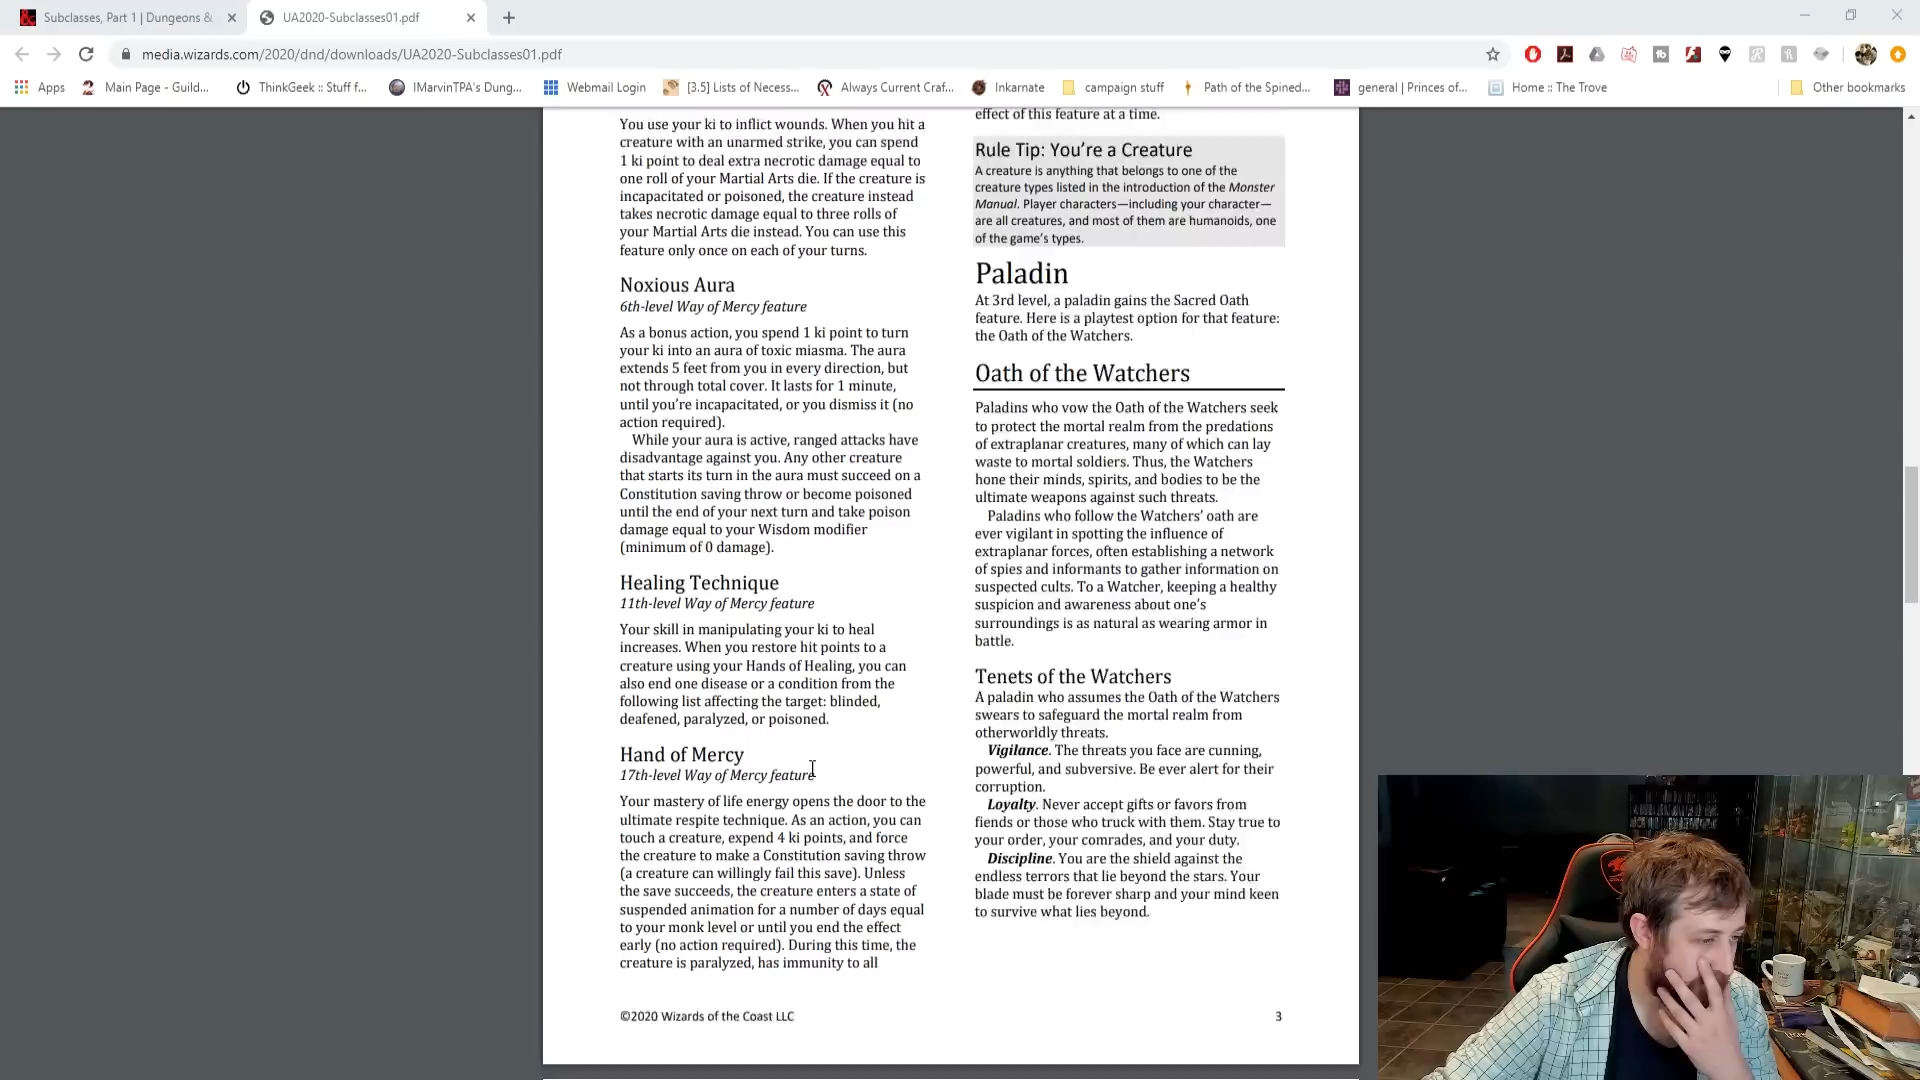 Subclasses, Part 1 | Dungeons &
UA2020-Subclasses01.pdf
media.wizards.com/2020/dnd/downloads/UA2020-Subclasses01.pdf
Apps
Main Page - Guild...
ThinkGeek :: Stuff f...
IMarvinTPA's Dung...
Webmail Login
[3.5] Lists of Necess...
Always Current Craf...
Inkarnate
campaign stuff
Path of the Spined...
general | Princes of...
Home :: The Trove
Other bookmarks
You use your ki to inflict wounds. When you hit a
creature with an unarmed strike, you can spend
1 ki point to deal extra necrotic damage equal to
one roll of your Martial Arts die. If the creature is
incapacitated or poisoned, the creature instead
takes necrotic damage equal to three rolls of
your Martial Arts die instead. You can use this
feature only once on each of your turns.
Noxious Aura
6th-level Way of Mercy feature
As a bonus action, you spend 1 ki point to turn
your ki into an aura of toxic miasma. The aura
extends 5 feet from you in every direction, but
not through total cover. It lasts for 1 minute,
until you're incapacitated, or you dismiss it (no
action required).
While your aura is active, ranged attacks have
disadvantage against you. Any other creature
that starts its turn in the aura must succeed on a
Constitution saving throw or become poisoned
until the end of your next turn and take poison
damage equal to your Wisdom modifier
(minimum of 0 damage).
Healing Technique
11th-level Way of Mercy feature
Your skill in manipulating your ki to heal
increases. When you restore hit points to a
creature using your Hands of Healing, you can
also end one disease or a condition from the
following list affecting the target: blinded,
deafened, paralyzed, or poisoned.
Hand of Mercy
17th-level Way of Mercy feature
Your mastery of life energy opens the door to the
ultimate respite technique. As an action, you can
touch a creature, expend 4 ki points, and force
the creature to make a Constitution saving throw
(a creature can willingly fail this save). Unless
the save succeeds, the creature enters a state of
suspended animation for a number of days equal
to your monk level or until you end the effect
early (no action required). During this time, the
creature is paralyzed, has immunity to all
effect of this feature at a time.
Rule Tip: You're a Creature
A creature is anything that belongs to one of the
creature types listed in the introduction of the Monster
Manual. Player characters—including your character—
are all creatures, and most of them are humanoids, one
of the game's types.
Paladin
At 3rd level, a paladin gains the Sacred Oath
feature. Here is a playtest option for that feature:
the Oath of the Watchers.
Oath of the Watchers
Paladins who vow the Oath of the Watchers seek
to protect the mortal realm from the predations
of extraplanar creatures, many of which can lay
waste to mortal soldiers. Thus, the Watchers
hone their minds, spirits, and bodies to be the
ultimate weapons against such threats.
Paladins who follow the Watchers' oath are
ever vigilant in spotting the influence of
extraplanar forces, often establishing a network
of spies and informants to gather information on
suspected cults. To a Watcher, keeping a healthy
suspicion and awareness about one's
surroundings is as natural as wearing armor in
battle.
Tenets of the Watchers
A paladin who assumes the Oath of the Watchers
swears to safeguard the mortal realm from
otherworldly threats.
Vigilance. The threats you face are cunning,
powerful, and subversive. Be ever alert for their
corruption.
Loyalty. Never accept gifts or favors from
fiends or those who truck with them. Stay true to
your order, your comrades, and your duty.
Discipline. You are the shield against the
endless terrors that lie beyond the stars. Your
blade must be forever sharp and your mind keen
to survive what lies beyond.
©2020 Wizards of the Coast LLC
3